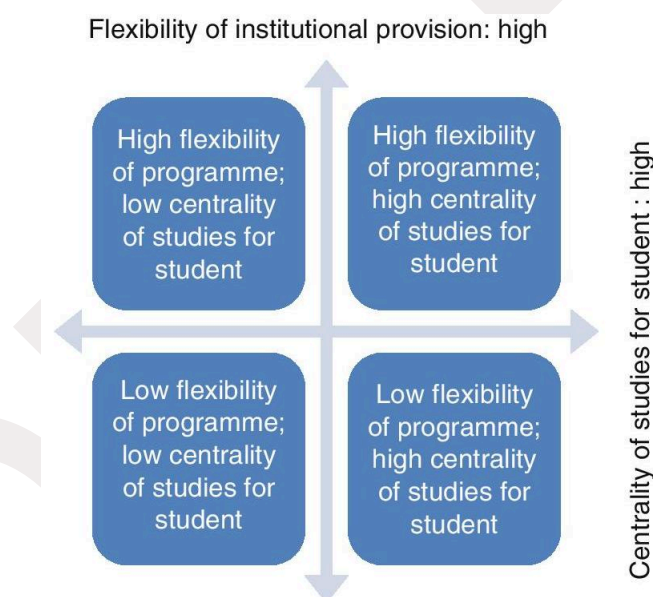 Flexibility of institutional provision: high
High flexibility
of programme;
low centrality
of studies for
student
High flexibility
of programme;
high centrality
of studies for
student
Centrality of studies for student : high
Low flexibility
of programme;
low centrality
of studies for
student
Low flexibility
of programme;
high centrality
of studies for
student